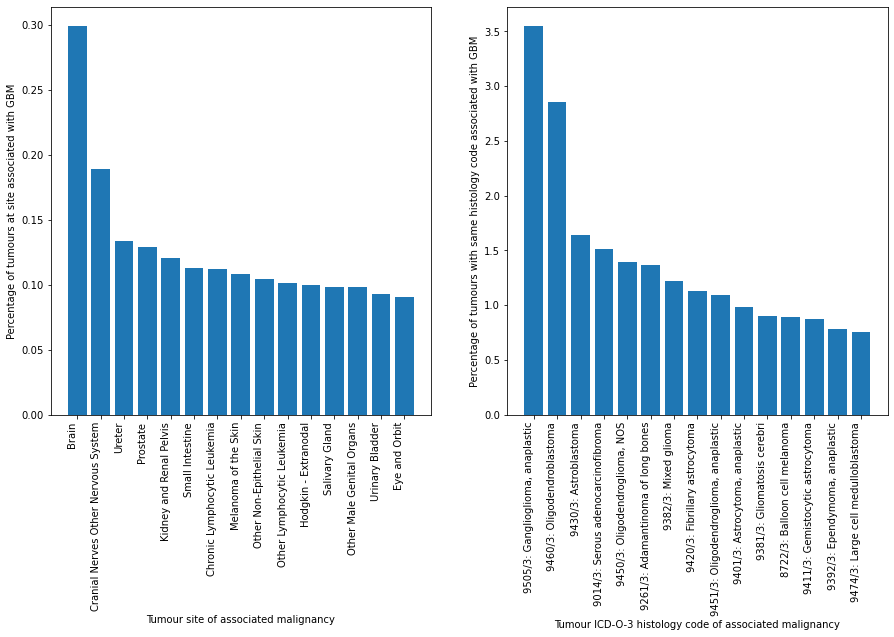 Percentage of tumours at site associated with GBM
0.30
0.25
0.20
0.15
0.10
0.05
0.00
Brain
Cranial Nerves Other Nervous System
Ureter
Prostate
Kidney and Renal Pelvis
Small Intestine
Chronic Lymphocytic Leukemia
Melanoma of the Skin
Other Non-Epithelial Skin
Other Lymphocytic Leukemia
Hodgkin - Extranodal
Salivary Gland
Other Male Genital Organs
Urinary Bladder
Eye and Orbit
Tumour site of associated malignancy
Percentage of tumours with same histology code associated with GBM
3.5
3.0
2.5
2.0
1.5
1.0
0.5
0.0
9505/3: Ganglioglioma, anaplastic
9460/3: Oligodendroblastoma
9430/3: Astroblastoma
9014/3: Serous adenocarcinofibroma
9450/3: Oligodendroglioma, NOS
9261/3: Adamantinoma of long bones
9382/3: Mixed glioma
9420/3: Fibrillary astrocytoma
9451/3: Oligodendroglioma, anaplastic
9401/3: Astrocytoma, anaplastic
9381/3: Gliomatosis cerebri
8722/3: Balloon cell melanoma
9411/3: Gemistocytic astrocytoma
9392/3: Ependymoma, anaplastic
9474/3: Large cell medulloblastoma
Tumour ICD-O-3 histology code of associated malignancy